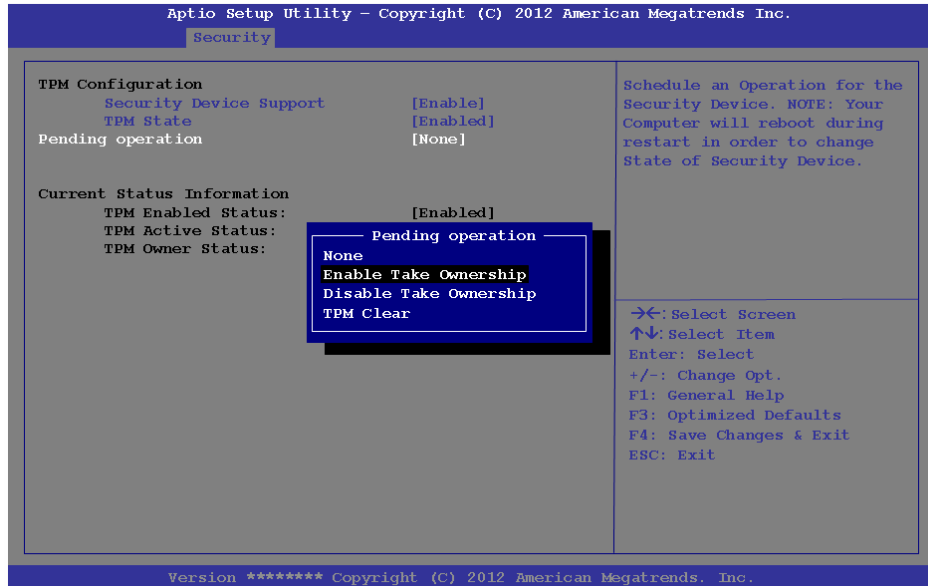 Aptio Setup Utility – Copyright (C) 2012 American Megatrends Inc.
Security
TPM Configuration
Security Device Support [Enable]
TPM State [Enabled]
Pending operation [None]
Current Status Information
TPM Enabled Status: [Enabled]
TPM Active Status:
TPM Owner Status:
Pending operation
None
Enable Take Ownership
Disable Take Ownership
TPM Clear
Schedule an Operation for the
Security Device. NOTE: Your
Computer will reboot during
restart in order to change
State of Security Device.
→←: Select Screen
↑↓: Select Item
Enter: Select
+/-: Change Opt.
F1: General Help
F3: Optimized Defaults
F4: Save Changes & Exit
ESC: Exit
Version ******** Copyright (C) 2012 American Megatrends. Inc.